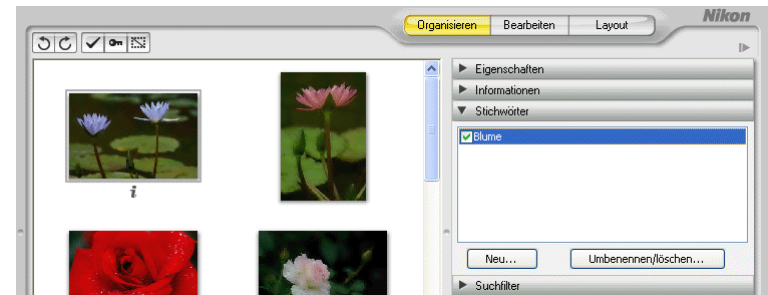 Organisieren Bearbeiten Layout Nikon
Eigenschaften
Informationen
Stichwörter
Blume
i
Neu... Umbenennen/löschen...
Suchfilter